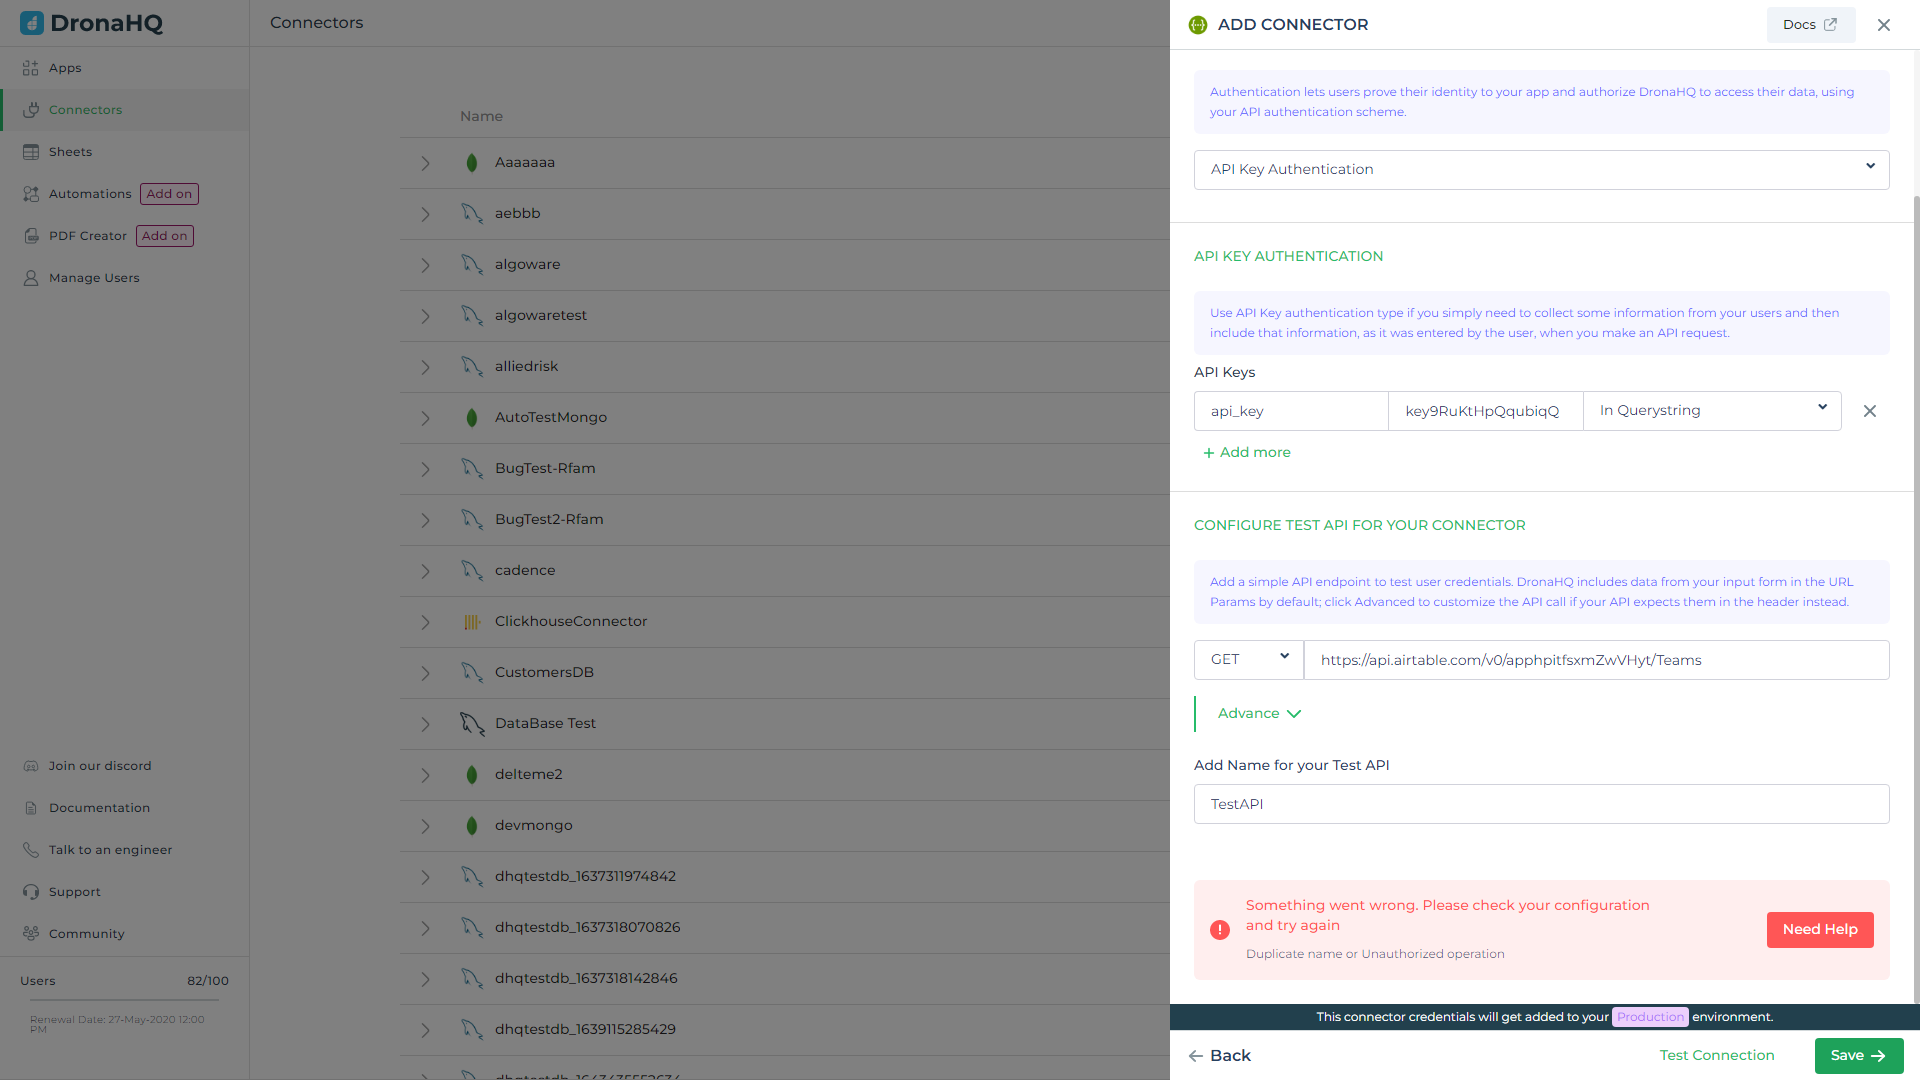 DronaHQ
Apps
Connectors
Sheets
Automations Add on
PDF Creator Add on
Manage Users
Join our discord
Documentation
Talk to an engineer
Support
Community
Users 82/100
Renewal Date: 27-May-2020 12:00
PM
Connectors
Name
Aaaaaaa
aebbb
algoware
algowaretest
alliedrisk
AutoTestMongo
BugTest-Rfam
BugTest2-Rfam
cadence
ClickhouseConnector
CustomersDB
DataBase Test
delteme2
devmongo
dhqtestdb_1637311974842
dhqtestdb_1637318070826
dhqtestdb_1637318142846
dhqtestdb_1639115285429
ADD CONNECTOR
Docs
Authentication lets users prove their identity to your app and authorize DronaHQ to access their data, using
your API authentication scheme.
API Key Authentication
API KEY AUTHENTICATION
Use API Key authentication type if you simply need to collect some information from your users and then
include that information, as it was entered by the user, when you make an API request.
API Keys
api_key key9RuKtHpQqubiqQ In Querystring
+ Add more
CONFIGURE TEST API FOR YOUR CONNECTOR
Add a simple API endpoint to test user credentials. DronaHQ includes data from your input form in the URL
Params by default; click Advanced to customize the API call if your API expects them in the header instead.
GET https://api.airtable.com/v0/apphpitfsxmZwVHyt/Teams
Advance
Add Name for your Test API
TestAPI
Something went wrong. Please check your configuration
and try again
Duplicate name or Unauthorized operation
Need Help
This connector credentials will get added to your Production environment.
Back
Test Connection
Save